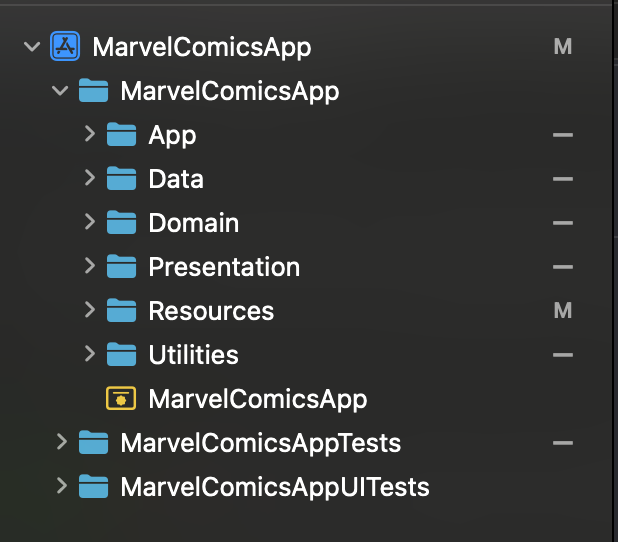 MarvelComicsApp M
MarvelComicsApp
App
Data
Domain
Presentation
Resources M
Utilities
MarvelComicsApp
MarvelComicsAppTests
MarvelComicsAppUITests